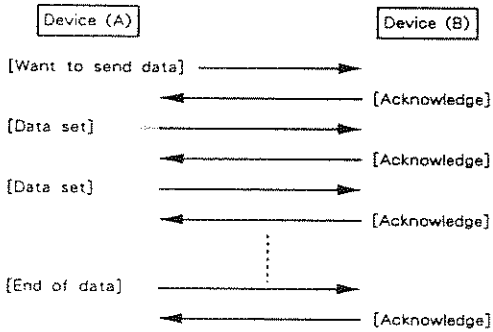 Device (A)
Device (B)
[Want to send data]
[Acknowledge]
[Data set]
[Acknowledge]
[Data set]
[Acknowledge]
[End of data]
[Acknowledge]